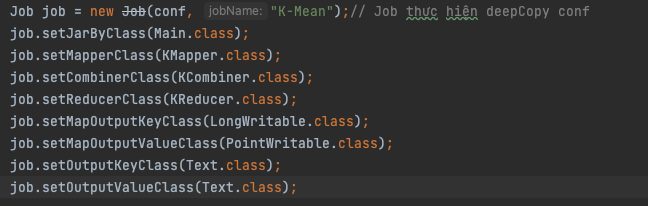 Job job = new Job(conf, jobName: "K-Mean");// Job thực hiện deepCopy conf
job.setJarByClass(Main.class);
job.setMapperClass(KMapper.class);
job.setCombinerClass(KCombiner.class);
job.setReducerClass(KReducer.class);
job.setMapOutputKeyClass(LongWritable.class);
job.setMapOutputValueClass(PointWritable.class);
job.setOutputKeyClass(Text.class);
job.setOutputValueClass(Text.class);